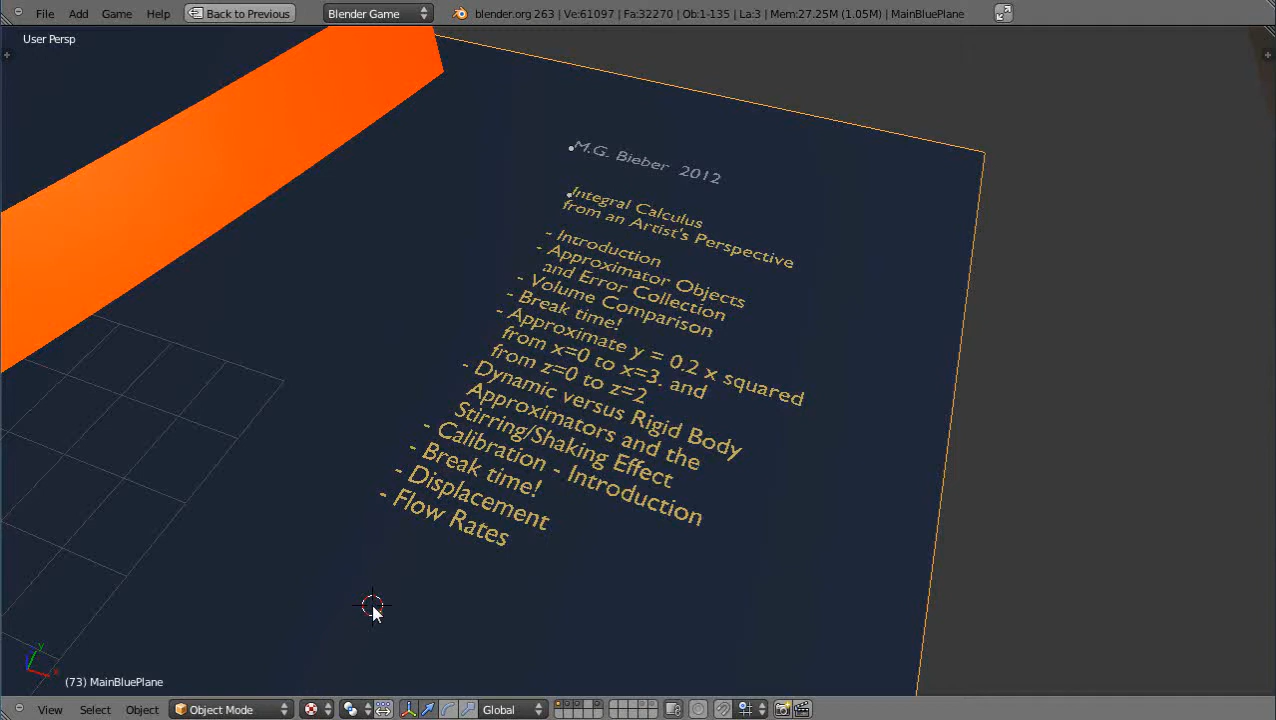 File Add Game Help Back to Previous Blender Game blender.org 263 | Ve:61097 | Fa:32270 | Ob:1-135 | La:3 | Mem:27.25M (1.05M) | MainBluePlane
User Persp
M.G. Bieber 2012
Integral Calculus
from an Artist's Perspective
- Introduction
- Approximator Objects
and Error Collection
- Volume Comparison
- Break time!
- Approximate y = 0.2 x squared
from x=0 to x=3. and
from z=0 to z=2
- Dynamic versus Rigid Body
Approximators and the
Stirring/Shaking Effect
- Calibration - Introduction
- Break time!
- Displacement
- Flow Rates
y
x
(73) MainBluePlane
View Select Object Object Mode Global